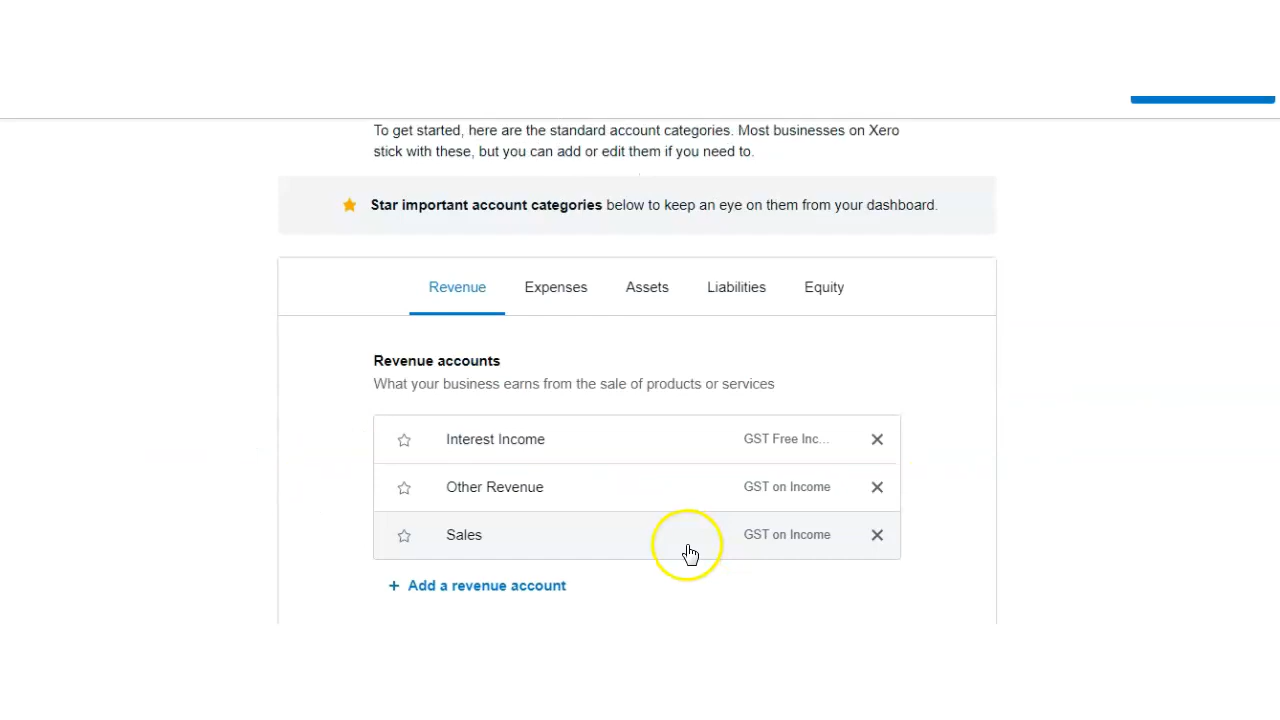 To get started, here are the standard account categories. Most businesses on Xero
stick with these, but you can add or edit them if you need to.
Star important account categories below to keep an eye on them from your dashboard.
Revenue Expenses Assets Liabilities Equity
Revenue accounts
What your business earns from the sale of products or services
Interest Income GST Free Inc...
Other Revenue GST on Income
Sales GST on Income
+ Add a revenue account